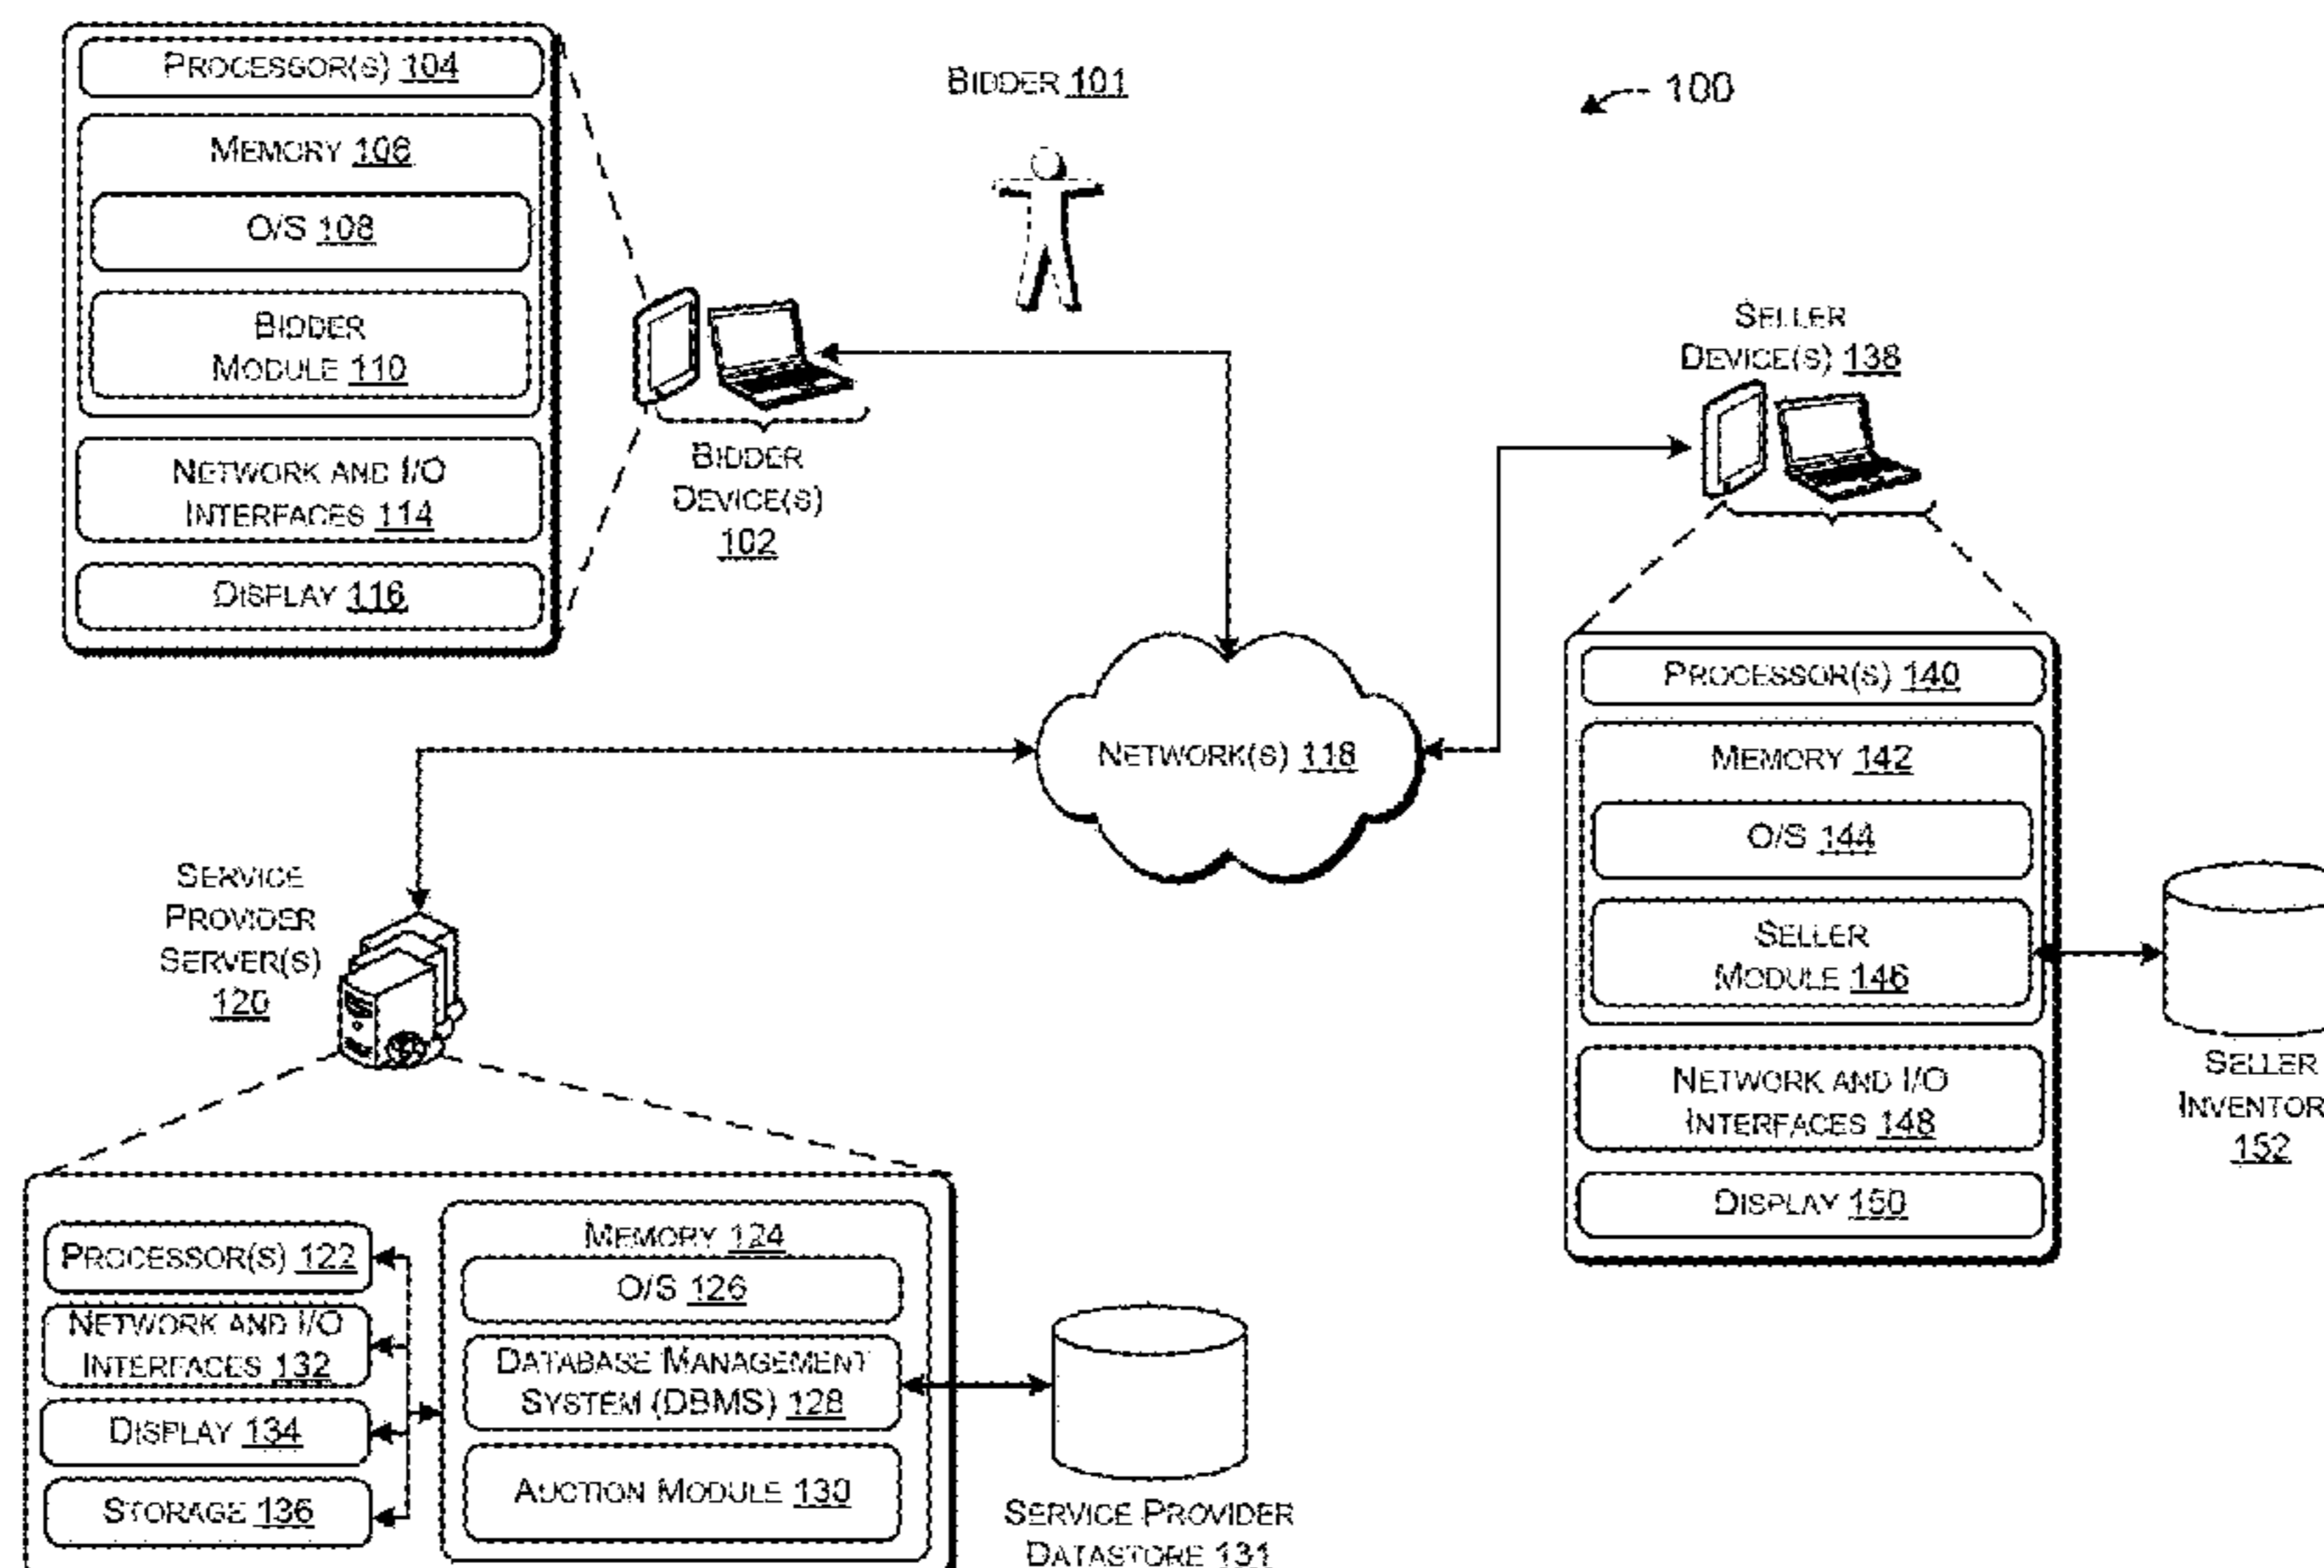 PROCESSOR(S) 104
MEMORY 106
O/S 108
BIDDER
MODULE 110
NETWORK AND I/O
INTERFACES 114
DISPLAY 116
BIDDER 101
100
BIDDER
DEVICE(S)
102
SELLER
DEVICE(S) 138
NETWORK(S) 118
PROCESSOR(S) 140
MEMORY 142
O/S 144
SELLER
MODULE 146
NETWORK AND I/O
INTERFACES 148
DISPLAY 150
SELLER
INVENTOR
152
SERVICE
PROVIDER
SERVER(S)
120
PROCESSOR(S) 122
NETWORK AND I/O
INTERFACES 132
DISPLAY 134
STORAGE 136
MEMORY 124
O/S 126
DATABASE MANAGEMENT
SYSTEM (DBMS) 128
AUCTION MODULE 130
SERVICE PROVIDER
DATASTORE 131